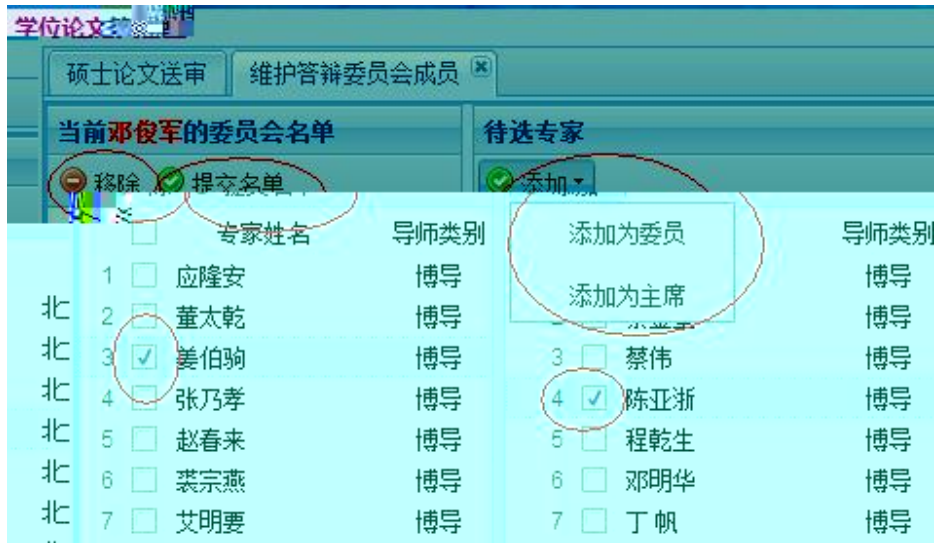 学位论文
硕士论文送审 维护答辩委员会成员
当前邓俊军的委员会名单 待选专家
移除 提交名单 添加
专家姓名 导师类别 添加为委员 导师类别
1 应隆安 博导 博导
添加为主席
北 2 董太乾 博导 博导
北 3 姜伯驹 博导 3 蔡伟 博导
北 4 张乃孝 博导 4 陈亚浙 博导
北 5 赵春来 博导 5 程乾生 博导
北 6 裘宗燕 博导 6 邓明华 博导
北 7 艾明要 博导 7 丁帆 博导